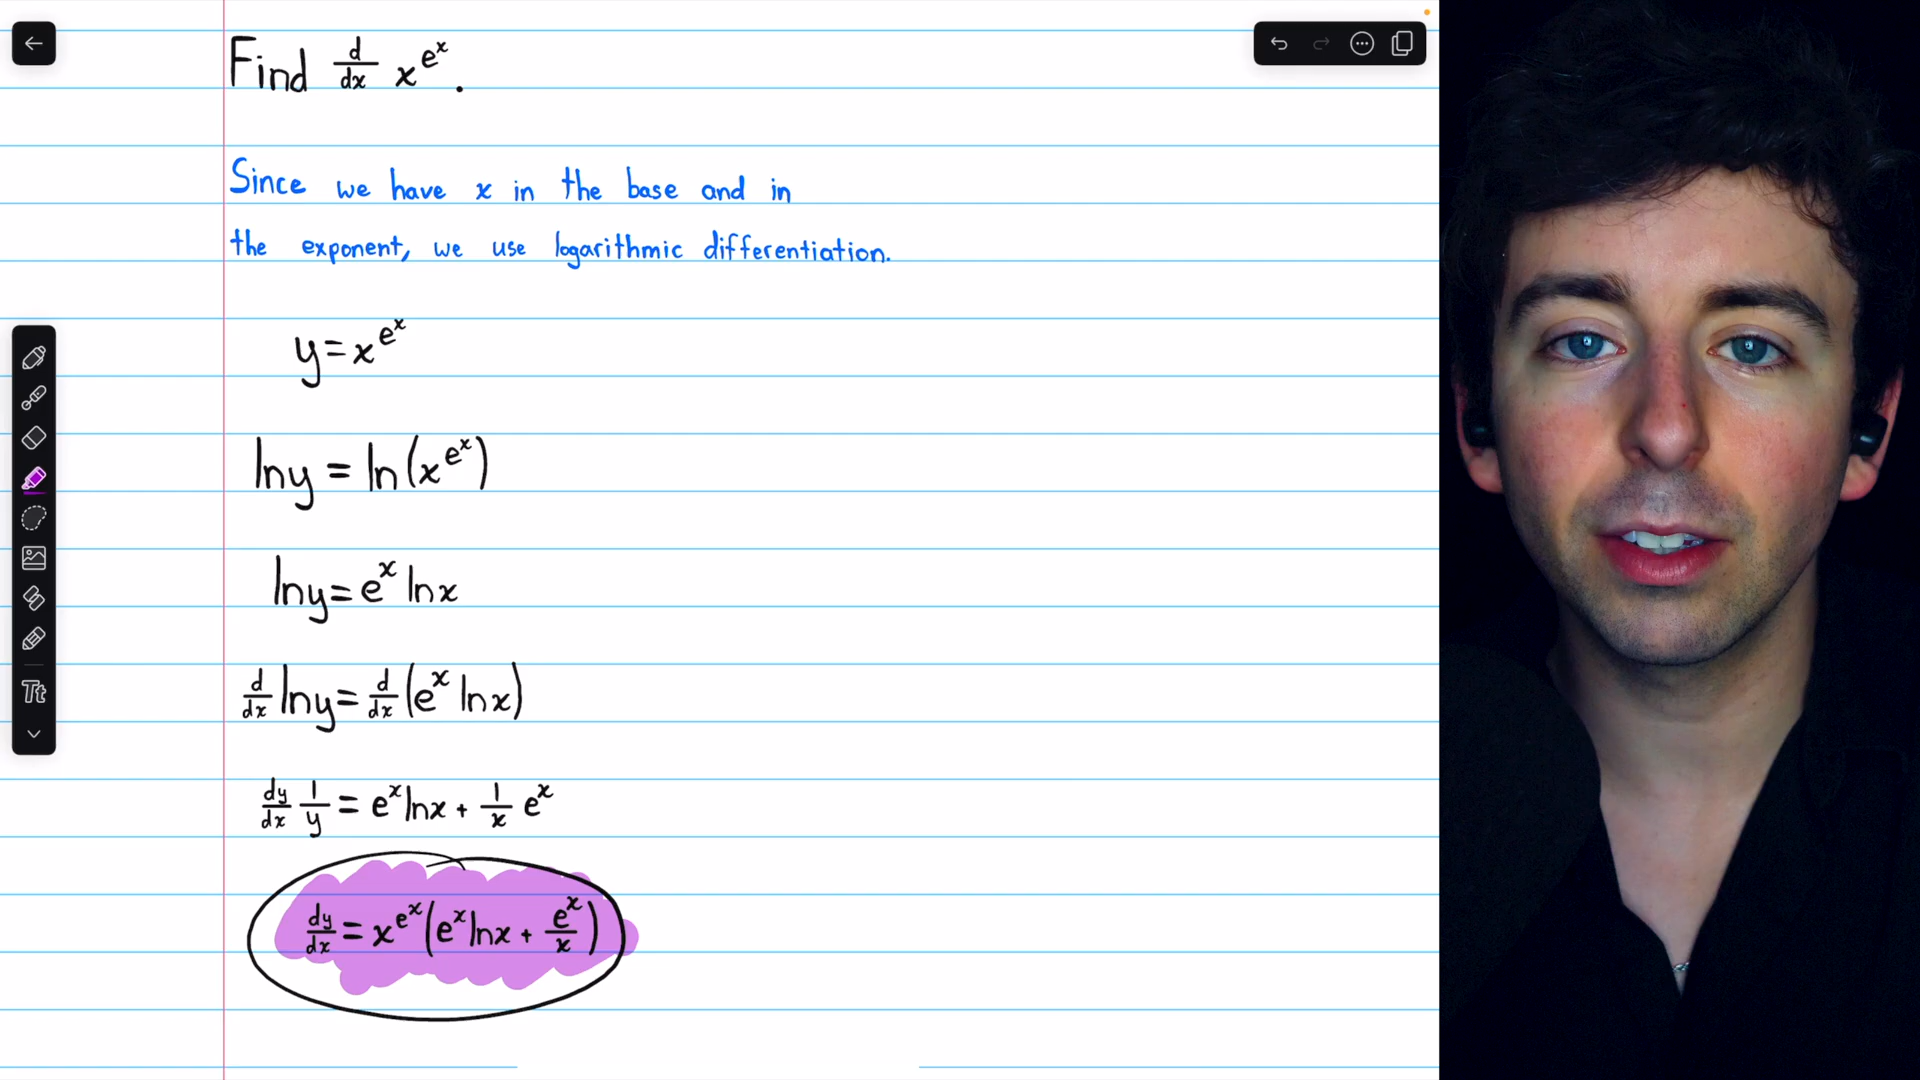 Find d/dx x^e^x.
Since we have x in the base and in
the exponent, we use logarithmic differentiation.
y = x^e^x
ln y = ln(x^e^x)
ln y = e^x ln x
d/dx ln y = d/dx (e^x ln x)
dy/dx 1/y = e^x ln x + 1/x e^x
dy/dx = x^e^x (e^x ln x + e^x/x)
Tt